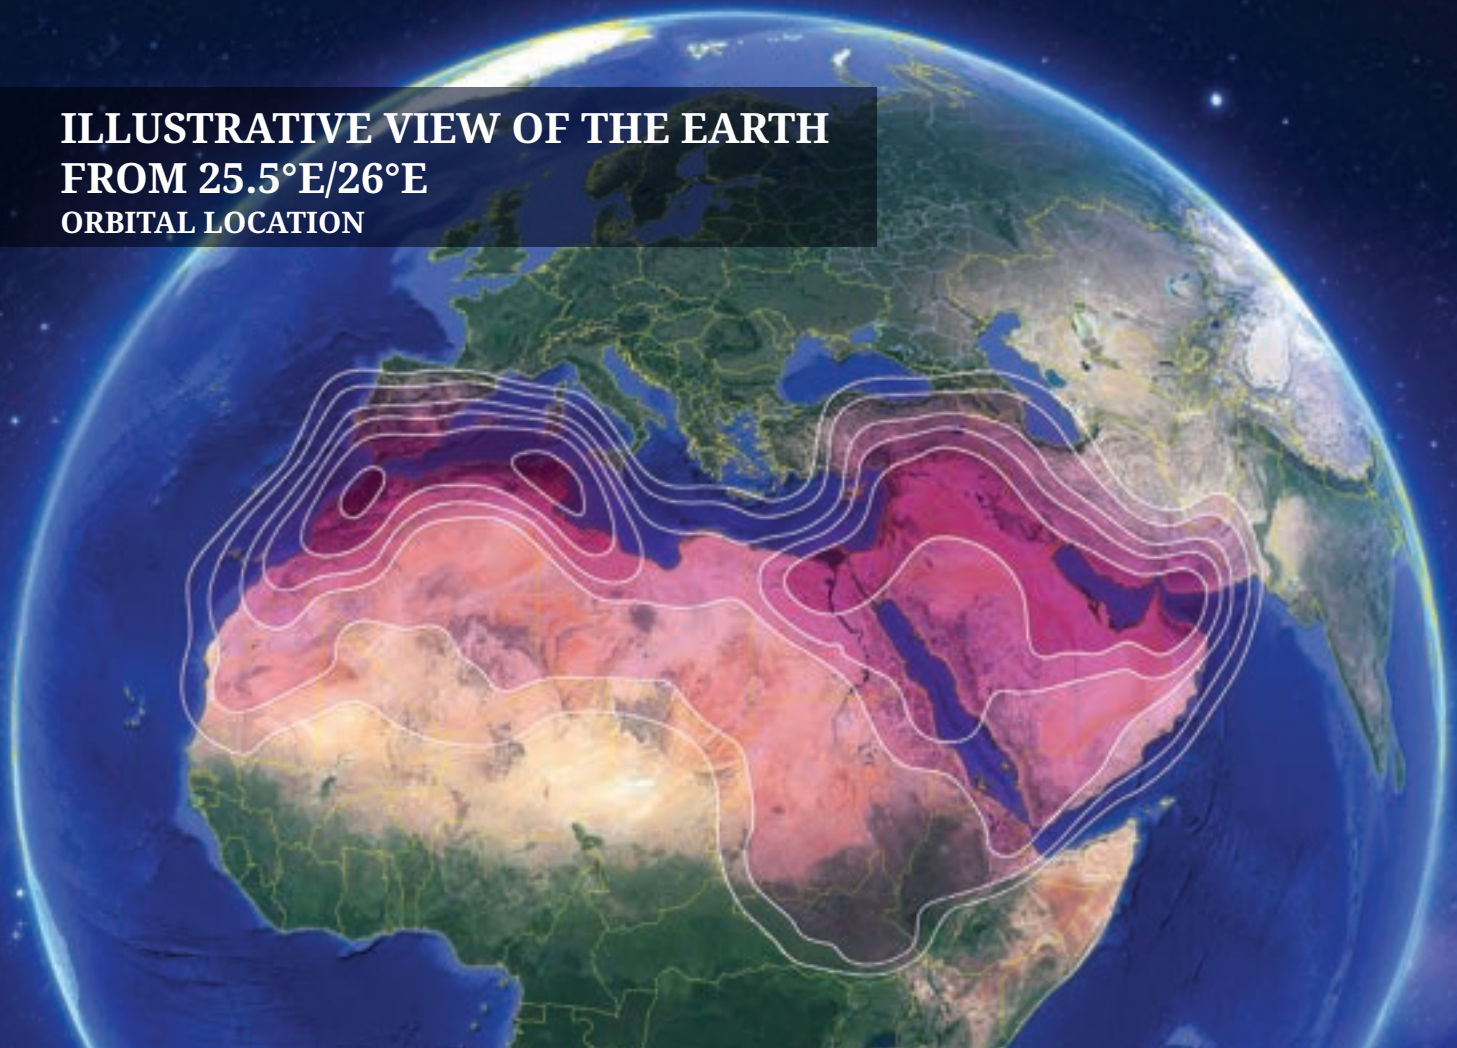 ILLUSTRATIVE VIEW OF THE EARTH
FROM 25.5°E/26°E
ORBITAL LOCATION